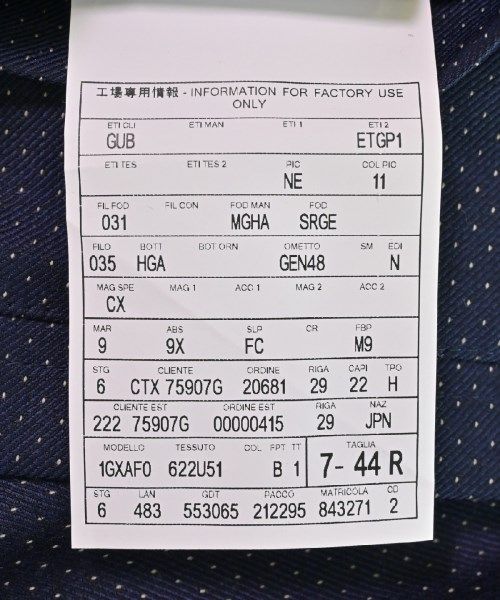 工場専用情報 - INFORMATION FOR FACTORY USE
ONLY
ETI CLI ETI MAN ETI 1 ETI 2
GUB ETGP1
ETI TES ETI TES 2 PIC COL PIC
NE 11
FIL FOD FIL CON FOD MAN FOD
031 MGHA SRGE
FILO BOTT BOT ORN OMETTO SM EDI
035 HGA GEN48 N
MAG SPE MAG 1 ACC 1 MAG 2 ACC 2
CX
MAR ABS SLP CR FBP
9 9X FC M9
STG CLIENTE ORDINE RIGA CAPI TPO
6 CTX 75907G 20681 29 22 H
CLIENTE EST ORDINE EST RIGA NAZ
222 75907G 00000415 29 JPN
MODELLO TESSUTO COL FPT TT TAGLIA
1GXAF0 622U51 B 1 7- 44 R
STG LAN GDT PACCO MATRICOLA CD
6 483 553065 212295 843271 2